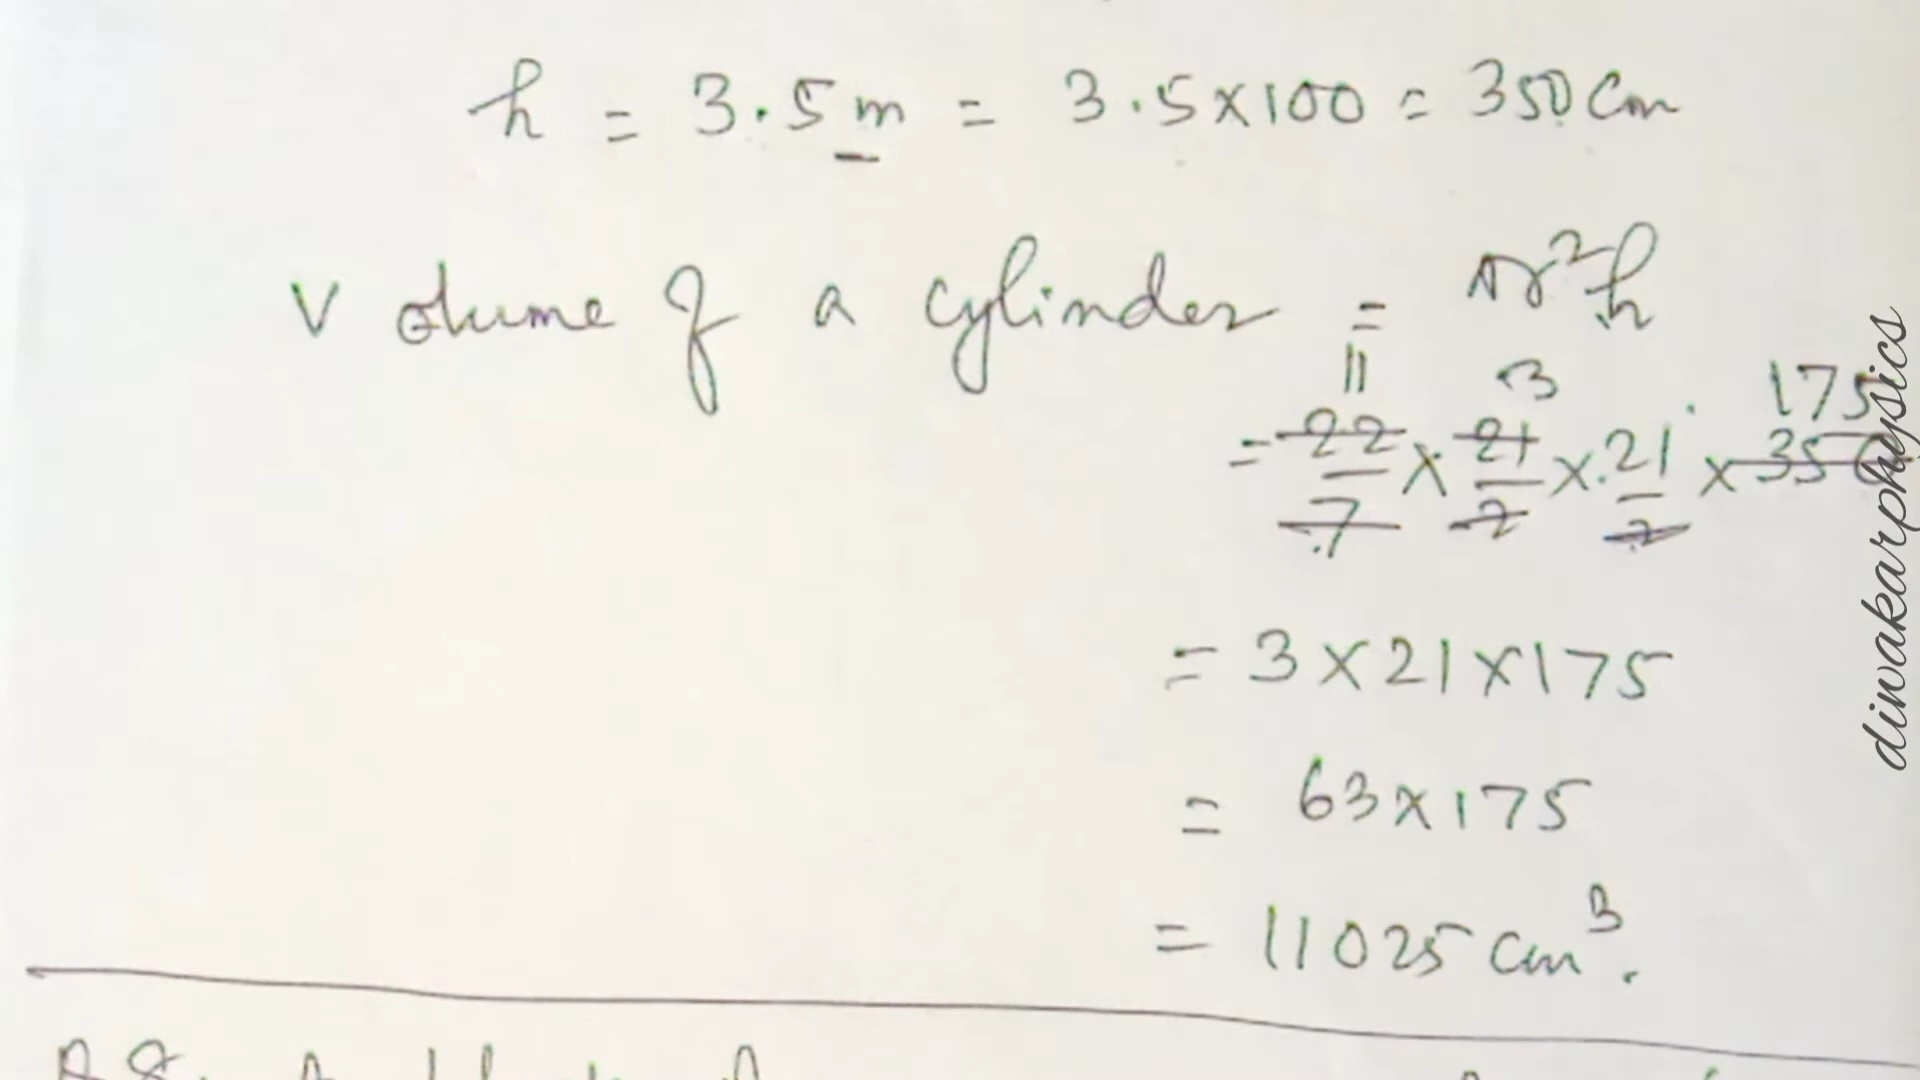 h = 3.5 m = 3.5 x 100 = 350 cm
Volume of a cylinder = πr²h
11 3 175
= 22/7 x 21/2 x 21/2 x 350
= 3 x 21 x 175
= 63 x 175
= 11025 cm³.
dinakarphysics